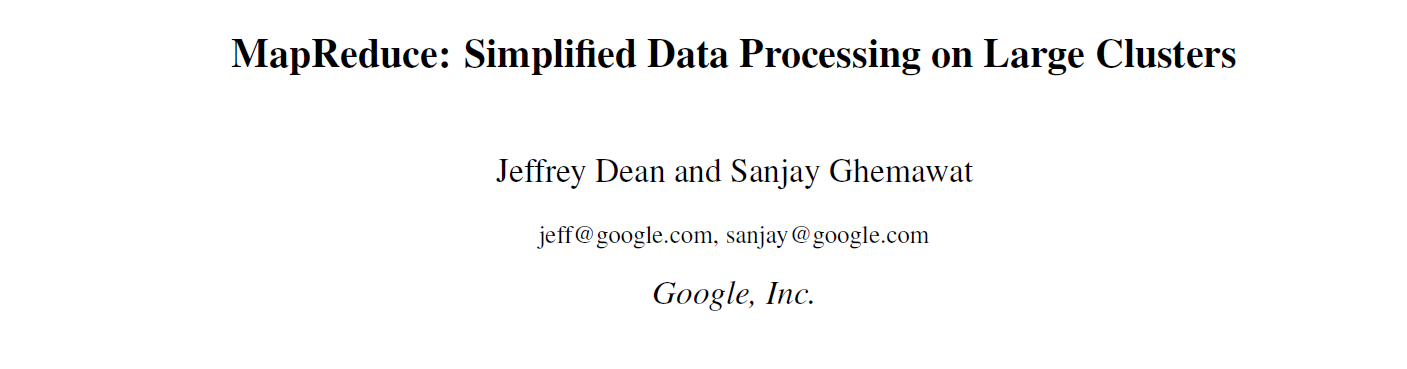 MapReduce: Simplified Data Processing on Large Clusters
Jeffrey Dean and Sanjay Ghemawat
jeff@google.com, sanjay@google.com
Google, Inc.